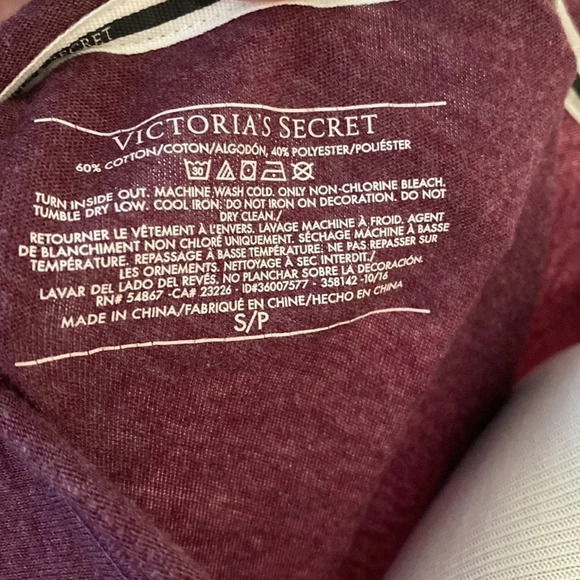 SECRET
VICTORIA'S SECRET
60% COTTON/COTON/ALGODÓN, 40% POLYESTER/POLIÉSTER
30
TURN INSIDE OUT. MACHINE WASH COLD. ONLY NON-CHLORINE BLEACH.
TUMBLE DRY LOW. COOL IRON. DO NOT IRON ON DECORATION. DO NOT
DRY CLEAN./
RETOURNER LE VÊTEMENT À L'ENVERS. LAVAGE MACHINE À FROID. AGENT
DE BLANCHIMENT NON CHLORÉ UNIQUEMENT. SÉCHAGE MACHINE À BASSE
TEMPÉRATURE. REPASSAGE À BASSE TEMPÉRATURE: NE PAS REPASSER SUR
LES ORNEMENTS. NETTOYAGE À SEC INTERDIT./
LAVAR DEL LADO DEL REVÉS. NO PLANCHAR SOBRE LA DECORACIÓN.
RN# 54867 -CA# 23226 - ID#36007577 - 358142 -10/16
MADE IN CHINA/FABRIQUÉ EN CHINE/HECHO EN CHINA
S/P